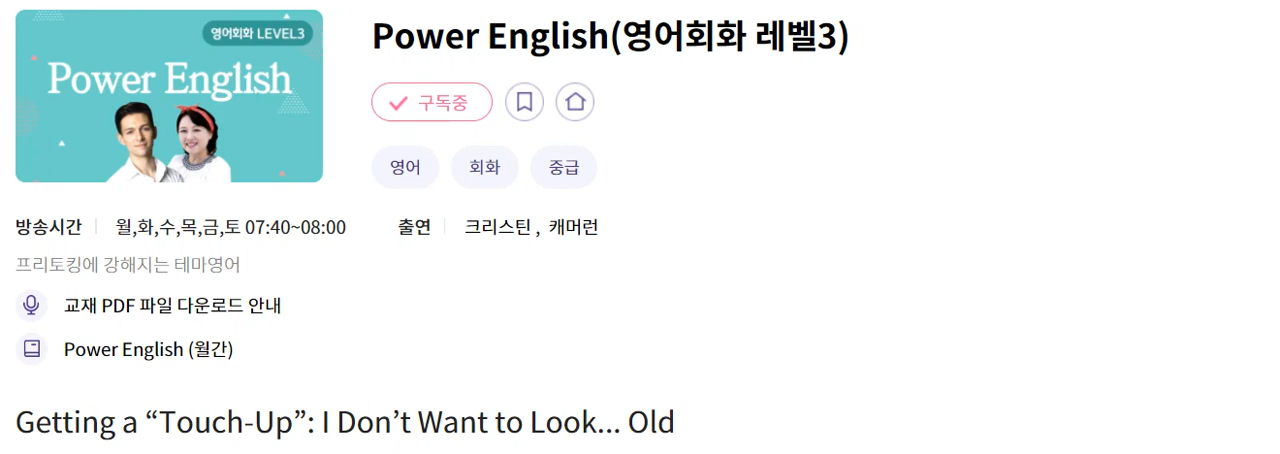 영어회화 LEVEL3
Power English
Power English(영어회화 레벨3)
구독중
영어 회화 중급
방송시간 월,화,수,목,금,토 07:40~08:00 출연 크리스틴 , 캐머런
프리토킹에 강해지는 테마영어
교재 PDF 파일 다운로드 안내
Power English (월간)
Getting a “Touch-Up”: I Don’t Want to Look... Old